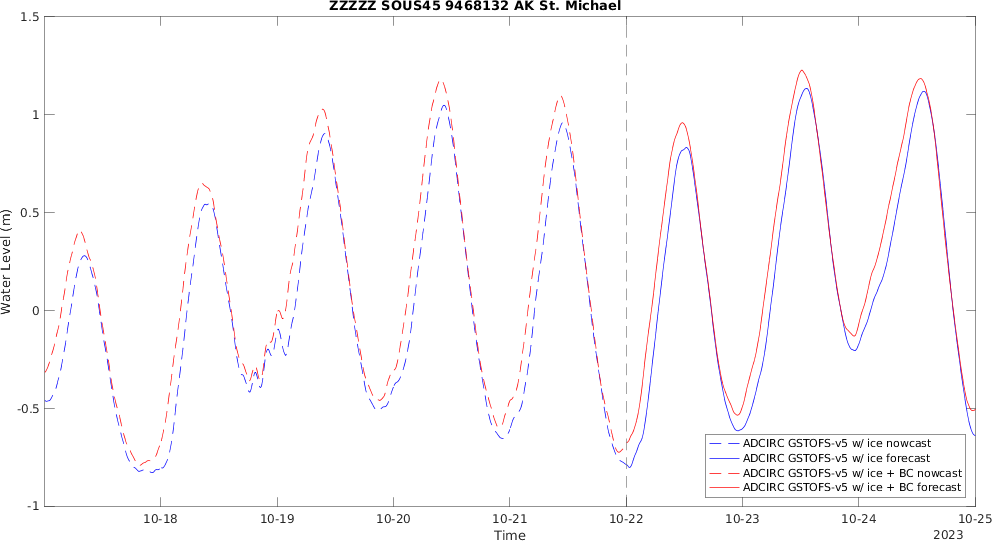 ZZZZZ SOUS45 9468132 AK St. Michael
1.5
1
0.5
0
-0.5
-1
Water Level (m)
10-18
10-19
10-20
10-21
10-22
10-23
10-24
10-25
Time
2023
ADCIRC GSTOFS-v5 w/ ice nowcast
ADCIRC GSTOFS-v5 w/ ice forecast
ADCIRC GSTOFS-v5 w/ ice + BC nowcast
ADCIRC GSTOFS-v5 w/ ice + BC forecast